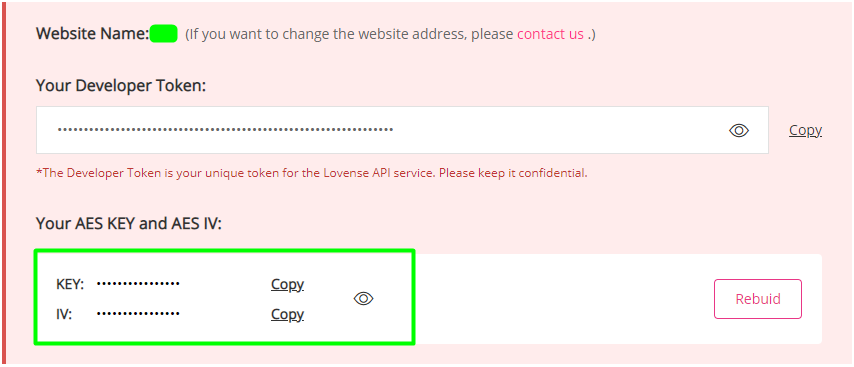 Website Name: (If you want to change the website address, please contact us .)
Your Developer Token:
•••••••••••••••••••••••••••••••••••••••••••••••••••••••••••••••• Copy
*The Developer Token is your unique token for the Lovense API service. Please keep it confidential.
Your AES KEY and AES IV:
KEY: •••••••••••••••• Copy
Rebuid
IV: •••••••••••••••• Copy